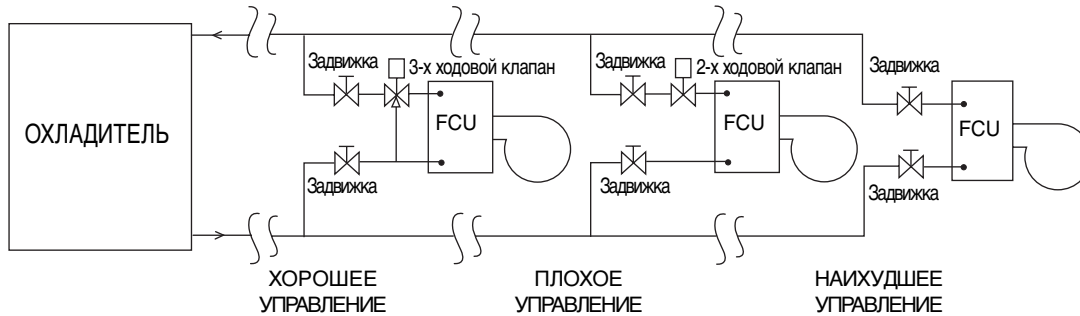 ОХЛАДИТЕЛЬ
Задвижка
3-х ходовой клапан
FCU
Задвижка
Задвижка
2-х ходовой клапан
FCU
Задвижка
Задвижка
FCU
Задвижка
ХОРОШЕЕ
УПРАВЛЕНИЕ
ПЛОХОЕ
УПРАВЛЕНИЕ
НАИХУДШЕЕ
УПРАВЛЕНИЕ